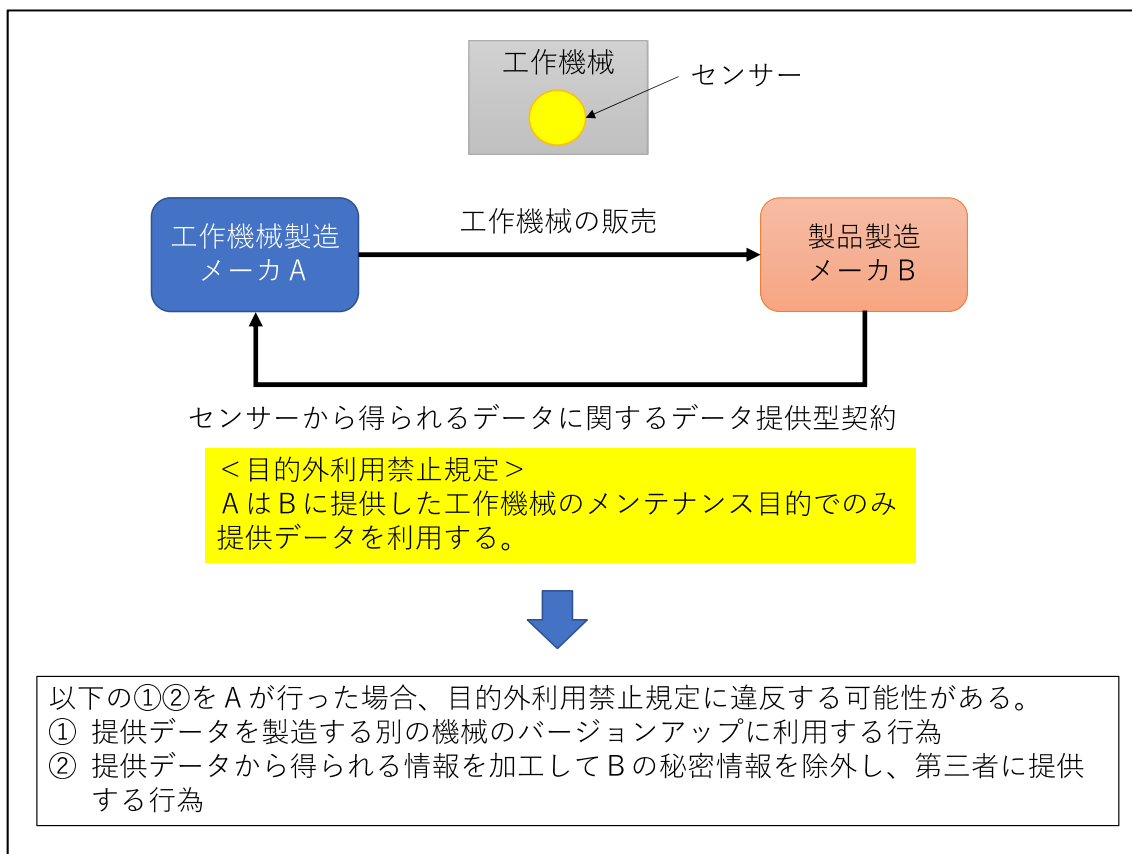 工作機械
センサー
工作機械製造
メーカA
工作機械の販売
製品製造
メーカB
センサーから得られるデータに関するデータ提供型契約
＜目的外利用禁止規定＞
AはBに提供した工作機械のメンテナンス目的でのみ
提供データを利用する。
以下の①②をAが行った場合、目的外利用禁止規定に違反する可能性がある。
① 提供データを製造する別の機械のバージョンアップに利用する行為
② 提供データから得られる情報を加工してBの秘密情報を除外し、第三者に提供
する行為